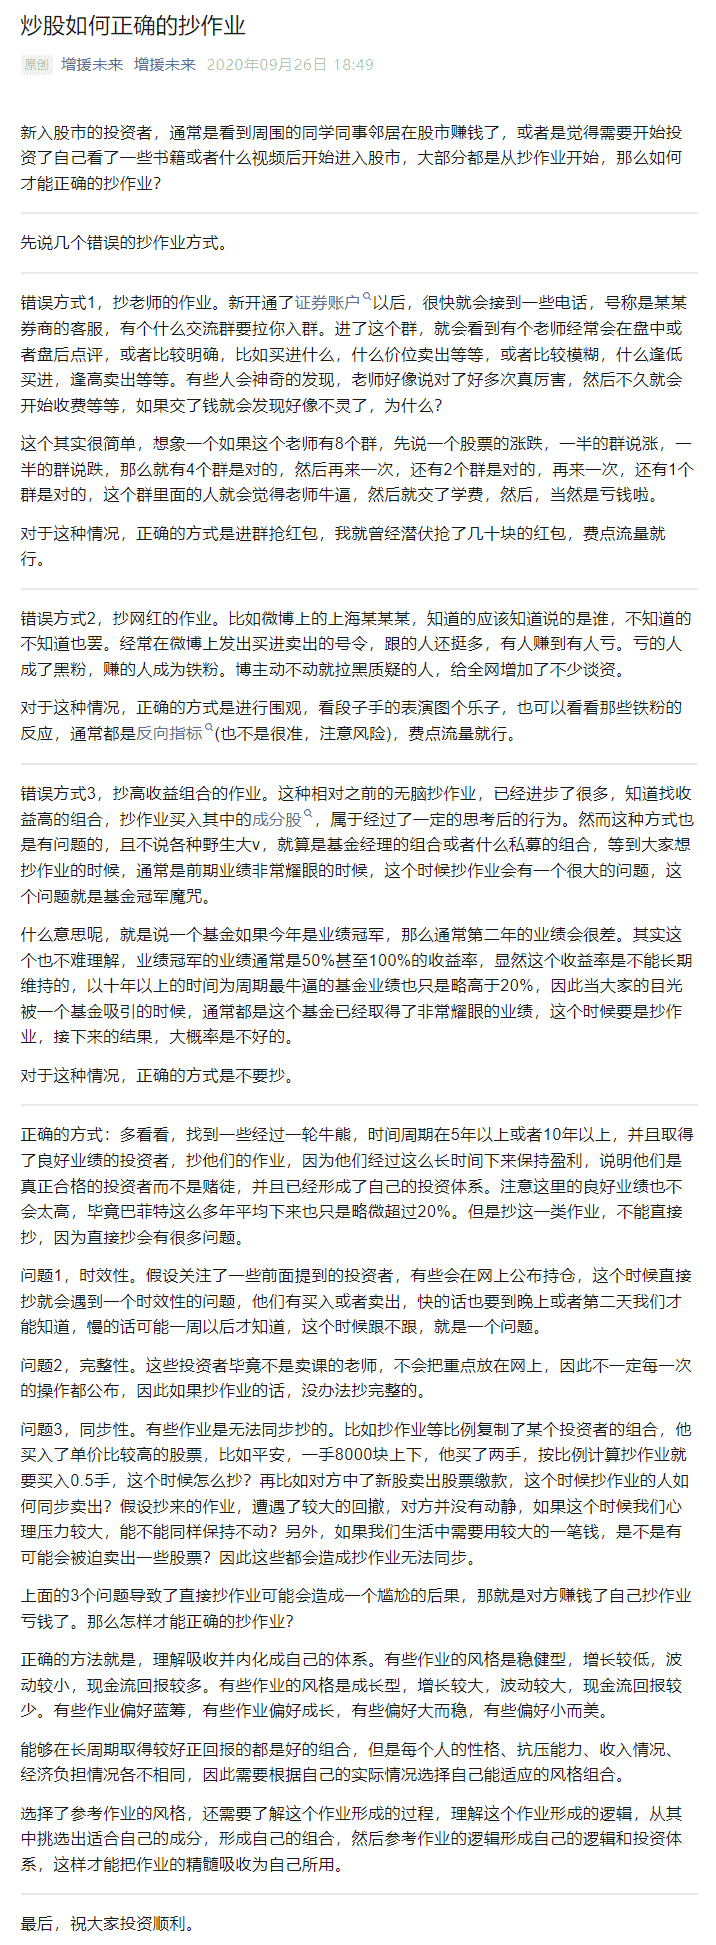 炒股如何正确的抄作业
原创 增援未来 增援未来 2020年09月26日 18:49
新入股市的投资者，通常是看到周围的同学同事邻居在股市赚钱了，或者是觉得需要开始投
资了自己看了一些书籍或者什么视频后开始进入股市，大部分都是从抄作业开始，那么如何
才能正确的抄作业？
先说几个错误的抄作业方式。
错误方式1，抄老师的作业。新开通了证券账户以后，很快就会接到一些电话，号称是某某
券商的客服，有个什么交流群要拉你入群。进了这个群，就会看到有个老师经常会在盘中或
者盘后点评，或者比较明确，比如买进什么，什么价位卖出等等，或者比较模糊，什么逢低
买进，逢高卖出等等。有些人会神奇的发现，老师好像说对了好多次真厉害，然后不久就会
开始收费等等，如果交了钱就会发现好像不灵了，为什么？
这个其实很简单，想象一个如果这个老师有8个群，先说一个股票的涨跌，一半的群说涨，一
半的群说跌，那么就有4个群是对的，然后再来一次，还有2个群是对的，再来一次，还有1个
群是对的，这个群里面的人就会觉得老师牛逼，然后就交了学费，然后，当然是亏钱啦。
对于这种情况，正确的方式是进群抢红包，我就曾经潜伏抢了几十块的红包，费点流量就
行。
错误方式2，抄网红的作业。比如微博上的上海某某某，知道的应该知道说的是谁，不知道的
不知道也罢。经常在微博上发出买进卖出的号令，跟的人还挺多，有人赚到有人亏。亏的人
成了黑粉，赚的人成为铁粉。博主动不动就拉黑质疑的人，给全网增加了不少谈资。
对于这种情况，正确的方式是进行围观，看段子手的表演图个乐子，也可以看看那些铁粉的
反应，通常都是反向指标(也不是很准，注意风险)，费点流量就行。
错误方式3，抄高收益组合的作业。这种相对之前的无脑抄作业，已经进步了很多，知道找收
益高的组合，抄作业买入其中的成分股，属于经过了一定的思考后的行为。然而这种方式也
是有问题的，且不说各种野生大v，就算是基金经理的组合或者什么私募的组合，等到大家想
抄作业的时候，通常是前期业绩非常耀眼的时候，这个时候抄作业会有一个很大的问题，这
个问题就是基金冠军魔咒。
什么意思呢，就是说一个基金如果今年是业绩冠军，那么通常第二年的业绩会很差。其实这
个也不难理解，业绩冠军的业绩通常是50%甚至100%的收益率，显然这个收益率是不能长期
维持的，以十年以上的时间为周期最牛逼的基金业绩也只是略高于20%，因此当大家的目光
被一个基金吸引的时候，通常都是这个基金已经取得了非常耀眼的业绩，这个时候要是抄作
业，接下来的结果，大概率是不好的。
对于这种情况，正确的方式是不要抄。
正确的方式：多看看，找到一些经过一轮牛熊，时间周期在5年以上或者10年以上，并且取得
了良好业绩的投资者，抄他们的作业，因为他们经过这么长时间下来保持盈利，说明他们是
真正合格的投资者而不是赌徒，并且已经形成了自己的投资体系。注意这里的良好业绩也不
会太高，毕竟巴菲特这么多年平均下来也只是略微超过20%。但是抄这一类作业，不能直接
抄，因为直接抄会有很多问题。
问题1，时效性。假设关注了一些前面提到的投资者，有些会在网上公布持仓，这个时候直接
抄就会遇到一个时效性的问题，他们有买入或者卖出，快的话也要到晚上或者第二天我们才
能知道，慢的话可能一周以后才知道，这个时候跟不跟，就是一个问题。
问题2，完整性。这些投资者毕竟不是卖课的老师，不会把重点放在网上，因此不一定每一次
的操作都公布，因此如果抄作业的话，没办法抄完整的。
问题3，同步性。有些作业是无法同步抄的。比如抄作业等比例复制了某个投资者的组合，他
买入了单价比较高的股票，比如平安，一手8000块上下，他买了两手，按比例计算抄作业就
要买入0.5手，这个时候怎么抄？再比如对方中了新股卖出股票缴款，这个时候抄作业的人如
何同步卖出？假设抄来的作业，遭遇了较大的回撤，对方并没有动静，如果这个时候我们心
理压力较大，能不能同样保持不动？另外，如果我们生活中需要用较大的一笔钱，是不是有
可能会被迫卖出一些股票？因此这些都会造成抄作业无法同步。
上面的3个问题导致了直接抄作业可能会造成一个尴尬的后果，那就是对方赚钱了自己抄作业
亏钱了。那么怎样才能正确的抄作业？
正确的方法就是，理解吸收并内化成自己的体系。有些作业的风格是稳健型，增长较低，波
动较小，现金流回报较多。有些作业的风格是成长型，增长较大，波动较大，现金流回报较
少。有些作业偏好蓝筹，有些作业偏好成长，有些偏好大而稳，有些偏好小而美。
能够在长周期取得较好正回报的都是好的组合，但是每个人的性格、抗压能力、收入情况、
经济负担情况各不相同，因此需要根据自己的实际情况选择自己能适应的风格组合。
选择了参考作业的风格，还需要了解这个作业形成的过程，理解这个作业形成的逻辑，从其
中挑选出适合自己的成分，形成自己的组合，然后参考作业的逻辑形成自己的逻辑和投资体
系，这样才能把作业的精髓吸收为自己所用。
最后，祝大家投资顺利。